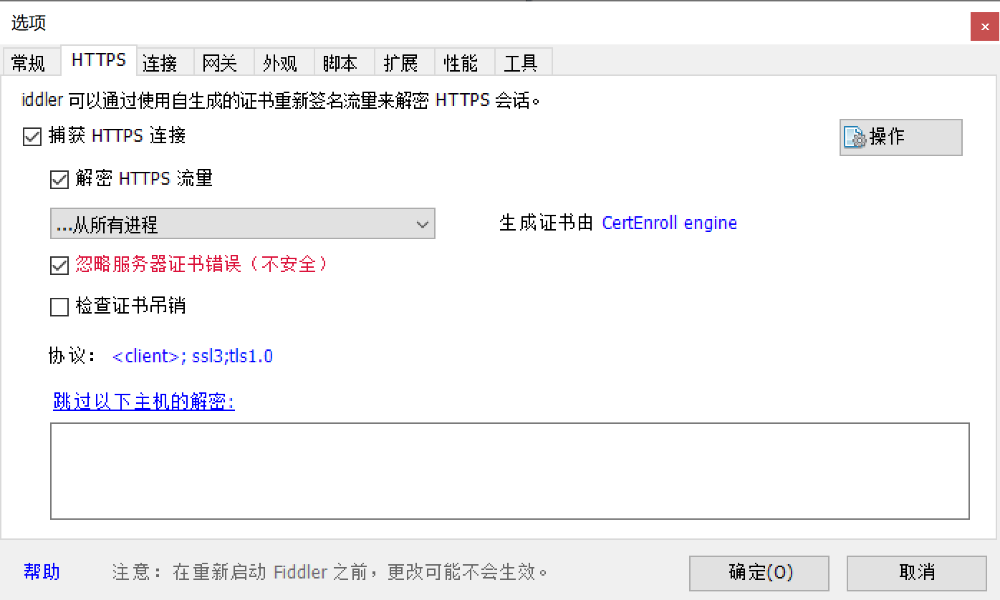 选项
常规 HTTPS 连接 网关 外观 脚本 扩展 性能 工具
iddler 可以通过使用自生成的证书重新签名流量来解密 HTTPS 会话。
捕获 HTTPS 连接
操作
解密 HTTPS 流量
...从所有进程
生成证书由 CertEnroll engine
忽略服务器证书错误（不安全）
检查证书吊销
协议： <client>; ssl3;tls1.0
跳过以下主机的解密:
帮助
注意：在重新启动 Fiddler 之前，更改可能不会生效。
确定(O)
取消